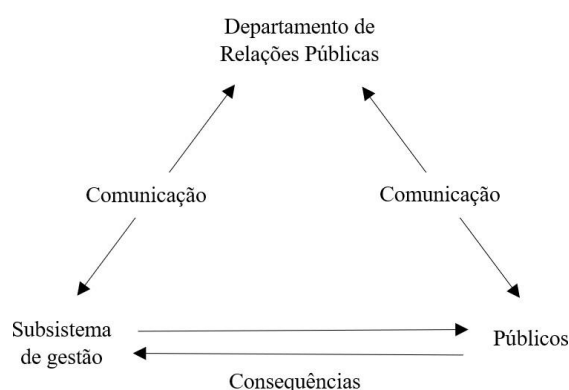 Departamento de
Relações Públicas
Comunicação
Comunicação
Subsistema
de gestão
Públicos
Consequências